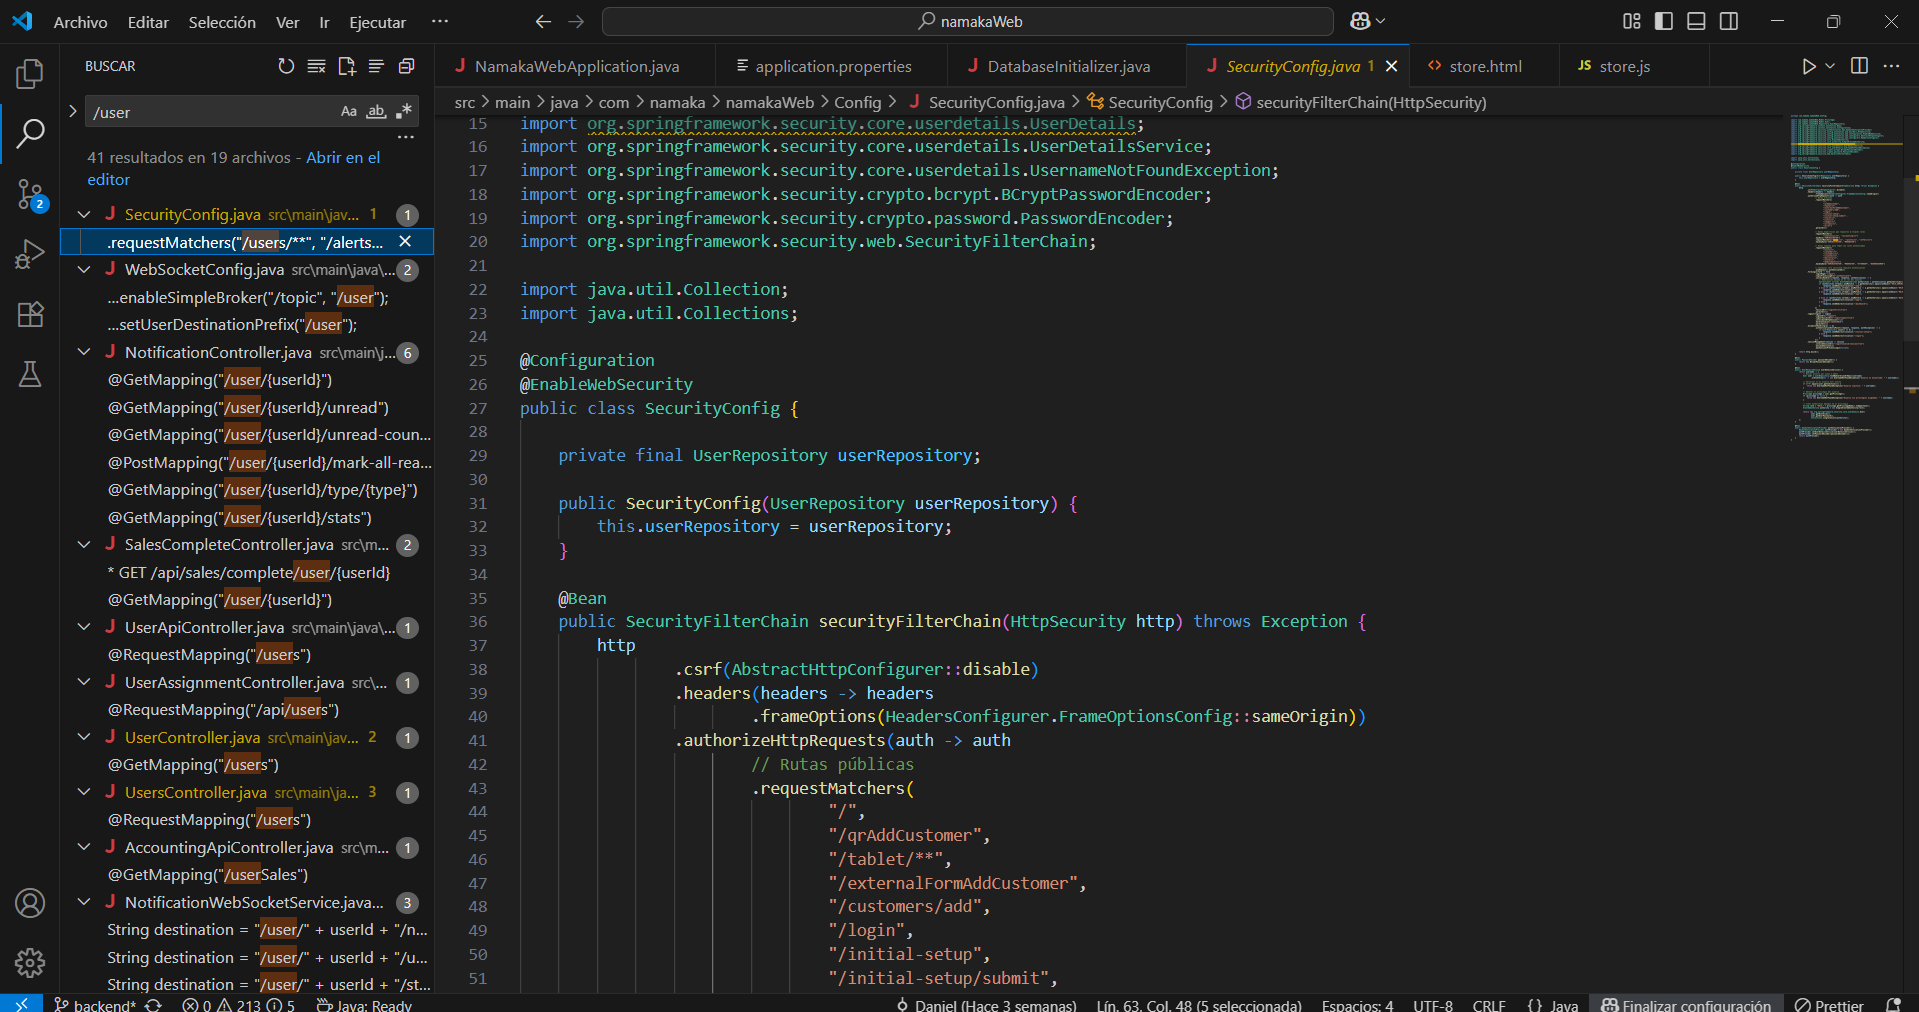 Archivo Editar Selección Ver Ir Ejecutar ···
namakaWeb
BUSCAR
/user
Aa ab .*
41 resultados en 19 archivos - Abrir en el
editor
SecurityConfig.java src\main\jav... 1 1
.requestMatchers("/users/**", "/alerts...
WebSocketConfig.java src\main\java\... 2
...enableSimpleBroker("/topic", "/user");
...setUserDestinationPrefix("/user");
NotificationController.java src\main\j... 6
@GetMapping("/user/{userId}")
@GetMapping("/user/{userId}/unread")
@GetMapping("/user/{userId}/unread-coun...
@PostMapping("/user/{userId}/mark-all-rea...
@GetMapping("/user/{userId}/type/{type}")
@GetMapping("/user/{userId}/stats")
SalesCompleteController.java src\m... 2
* GET /api/sales/complete/user/{userId}
@GetMapping("/user/{userId}")
UserApiController.java src\main\java\... 1
@RequestMapping("/users")
UserAssignmentController.java src\... 1
@RequestMapping("/api/users")
UserController.java src\main\jav... 2 1
@GetMapping("/users")
UsersController.java src\main\ja... 3 1
@RequestMapping("/users")
AccountingApiController.java src\m... 1
@GetMapping("/userSales")
NotificationWebSocketService.java... 3
String destination = "/user/" + userId + "/n...
String destination = "/user/" + userId + "/u...
String destination = "/user/" + userId + "/st...
2
J NamakaWebApplication.java
application.properties
J DatabaseInitializer.java
J SecurityConfig.java 1
<> store.html
JS store.js
src > main > java > com > namaka > namakaWeb > Config > J SecurityConfig.java > SecurityConfig > securityFilterChain(HttpSecurity)
15 import org.springframework.security.core.userdetails.UserDetails;
16 import org.springframework.security.core.userdetails.UserDetailsService;
17 import org.springframework.security.core.userdetails.UsernameNotFoundException;
18 import org.springframework.security.crypto.bcrypt.BCryptPasswordEncoder;
19 import org.springframework.security.crypto.password.PasswordEncoder;
20 import org.springframework.security.web.SecurityFilterChain;
21
22 import java.util.Collection;
23 import java.util.Collections;
24
25 @Configuration
26 @EnableWebSecurity
27 public class SecurityConfig {
28
29 private final UserRepository userRepository;
30
31 public SecurityConfig(UserRepository userRepository) {
32 this.userRepository = userRepository;
33 }
34
35 @Bean
36 public SecurityFilterChain securityFilterChain(HttpSecurity http) throws Exception {
37 http
38 .csrf(AbstractHttpConfigurer::disable)
39 .headers(headers -> headers
40 .frameOptions(HeadersConfigurer.FrameOptionsConfig::sameOrigin))
41 .authorizeHttpRequests(auth -> auth
42 // Rutas públicas
43 .requestMatchers(
44 "/",
45 "/qrAddCustomer",
46 "/tablet/**",
47 "/externalFormAddCustomer",
48 "/customers/add",
49 "/login",
50 "/initial-setup",
51 "/initial-setup/submit",
backend* 0 213 5 Java: Ready
Daniel (Hace 3 semanas) Lín. 63, Col. 48 (5 seleccionada) Espacios: 4 UTF-8 CRLF {} Java Finalizar configuración Prettier